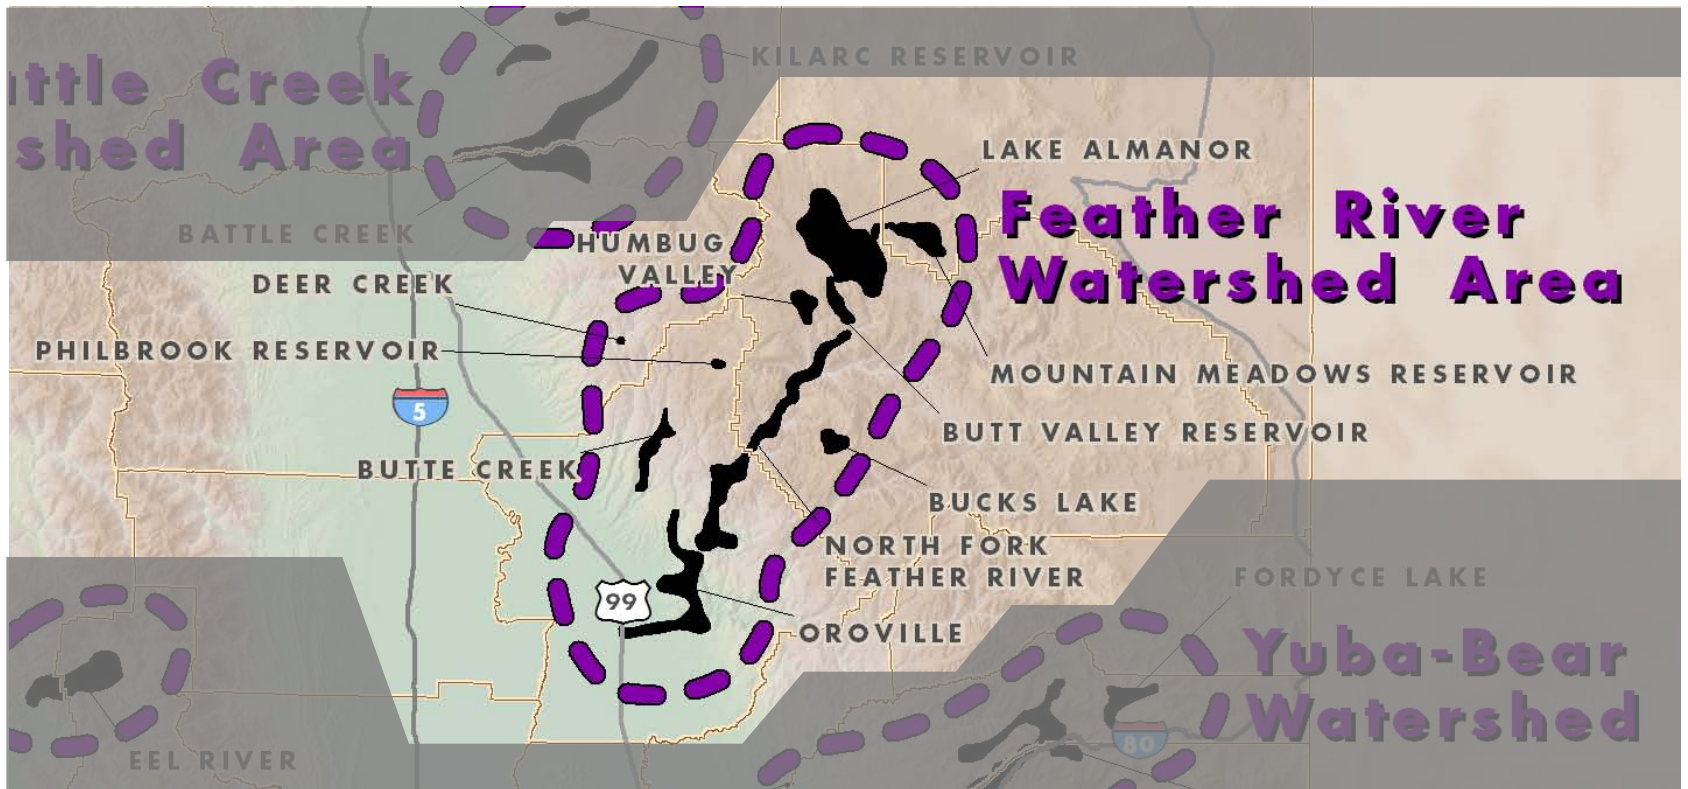 KILARC RESERVOIR
ttle Creek
shed Area
LAKE ALMANOR
Feather River
Watershed Area
BATTLE CREEK
HUMBUG
VALLEY
DEER CREEK
PHILBROOK RESERVOIR
MOUNTAIN MEADOWS RESERVOIR
5
BUTT VALLEY RESERVOIR
BUTTE CREEK
BUCKS LAKE
NORTH FORK
FEATHER RIVER
FORDYCE LAKE
99
OROVILLE
Yuba-Bear
Watershed
80
EEL RIVER